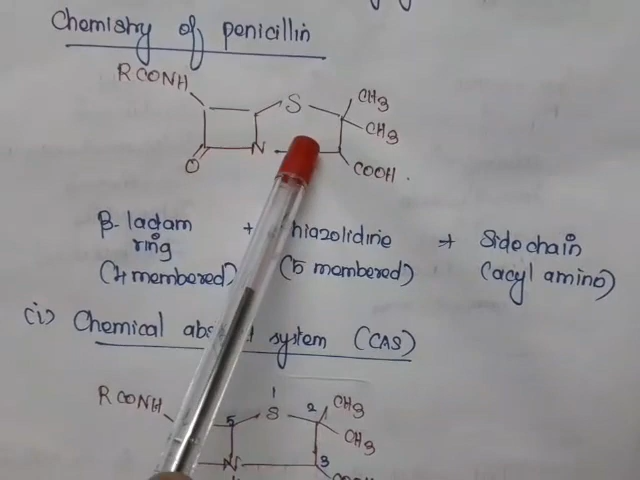 Chemistry of penicillin
RCONH
S
CH3
CH3
O
N
COOH.
β-lactam + hiazolidine + Side chain
ring
(4 membered) (5 membered) (acyl amino)
(i) Chemical abs system (CAS)
RCONH
5
1
S
2
CH3
CH3
N
3